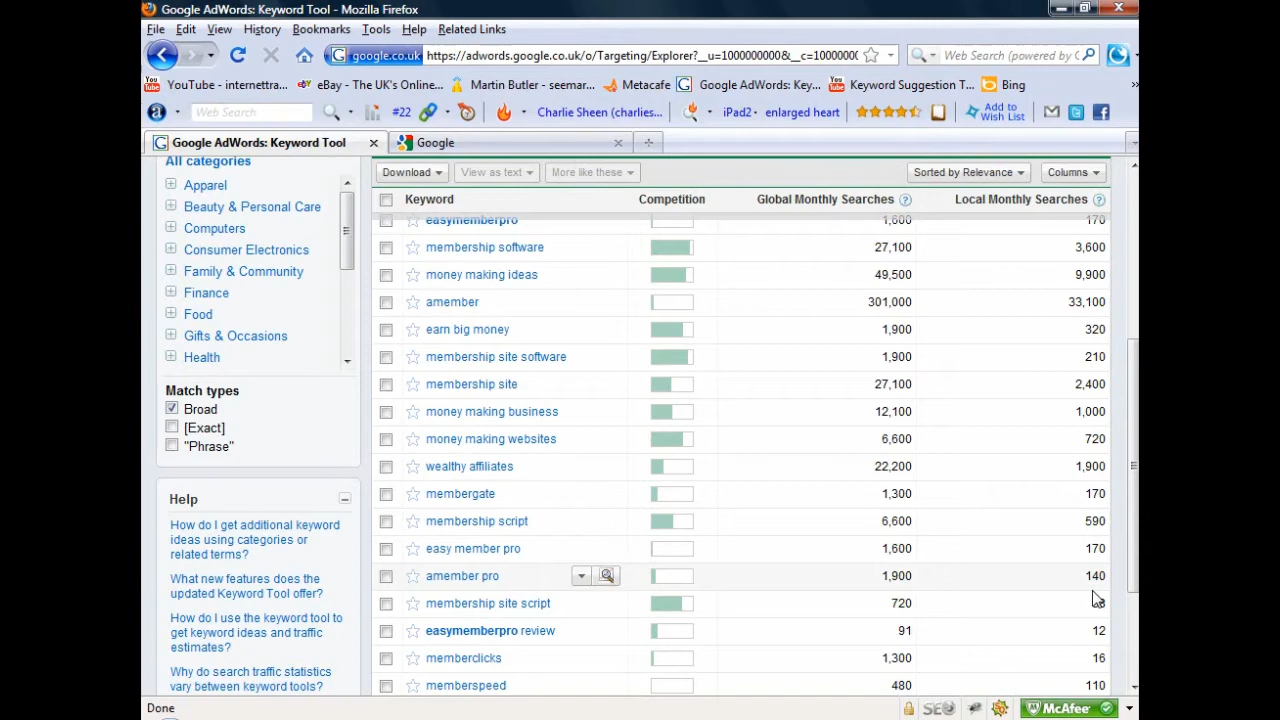 Google AdWords: Keyword Tool - Mozilla Firefox
File Edit View History Bookmarks Tools Help Related Links
google.co.uk https://adwords.google.co.uk/o/Targeting/Explorer?__u=1000000000&__c=1000000 Web Search (powered by G
YouTube - internettra... eBay - The UK's Online... Martin Butler - seemar... Metacafe Google AdWords: Key... Keyword Suggestion T... Bing
Web Search #22 Charlie Sheen (charlies... iPad2 - enlarged heart Add to Wish List
Google AdWords: Keyword Tool Google
All categories
Apparel
Beauty & Personal Care
Computers
Consumer Electronics
Family & Community
Finance
Food
Gifts & Occasions
Health
Match types
Broad
[Exact]
"Phrase"
Help
How do I get additional keyword
ideas using categories or
related terms?
What new features does the
updated Keyword Tool offer?
How do I use the keyword tool
to get keyword ideas and traffic
estimates?
Why do search traffic statistics
vary between keyword tools?
Download View as text More like these Sorted by Relevance Columns
Keyword Competition Global Monthly Searches Local Monthly Searches
easymemberpro 1,600 170
membership software 27,100 3,600
money making ideas 49,500 9,900
amember 301,000 33,100
earn big money 1,900 320
membership site software 1,900 210
membership site 27,100 2,400
money making business 12,100 1,000
money making websites 6,600 720
wealthy affiliates 22,200 1,900
membergate 1,300 170
membership script 6,600 590
easy member pro 1,600 170
amember pro 1,900 140
membership site script 720
easymemberpro review 91 12
memberclicks 1,300 16
memberspeed 480 110
Done SEO McAfee